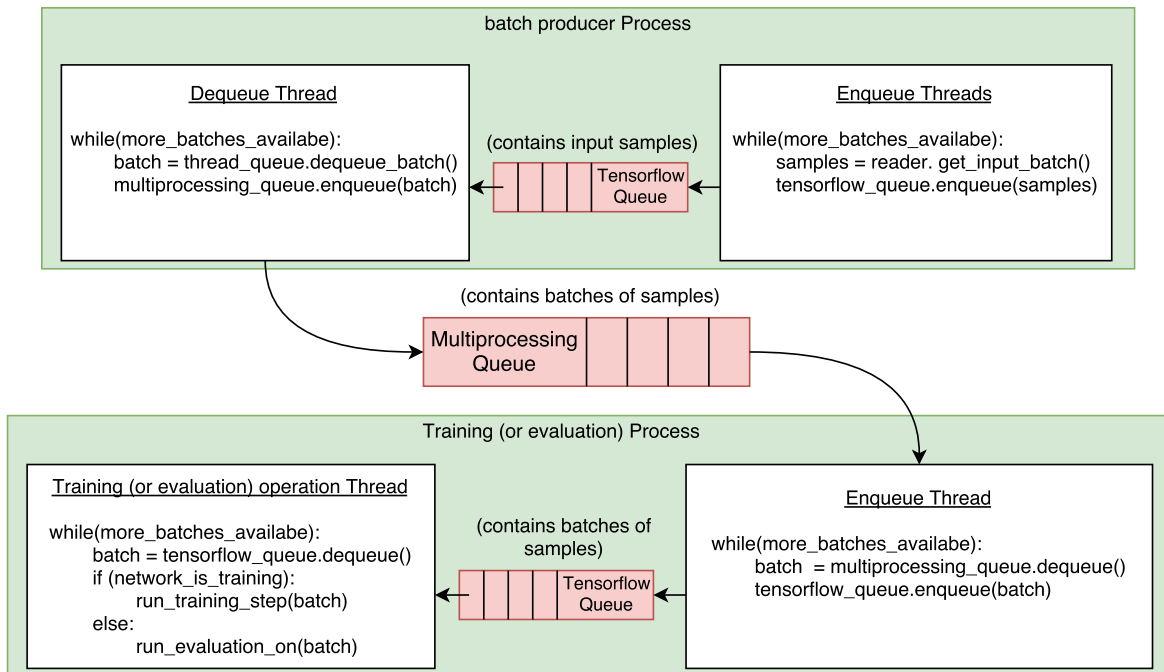 batch producer Process
Dequeue Thread
while(more_batches_availabe):
batch = thread_queue.dequeue_batch()
multiprocessing_queue.enqueue(batch)
(contains input samples)
Tensorflow
Queue
Enqueue Threads
while(more_batches_availabe):
samples = reader. get_input_batch()
tensorflow_queue.enqueue(samples)
(contains batches of samples)
Multiprocessing
Queue
Training (or evaluation) Process
Training (or evaluation) operation Thread
while(more_batches_availabe):
batch = tensorflow_queue.dequeue()
if (network_is_training):
run_training_step(batch)
else:
run_evaluation_on(batch)
(contains batches of
samples)
Tensorflow
Queue
Enqueue Thread
while(more_batches_availabe):
batch  = multiprocessing_queue.dequeue()
tensorflow_queue.enqueue(batch)